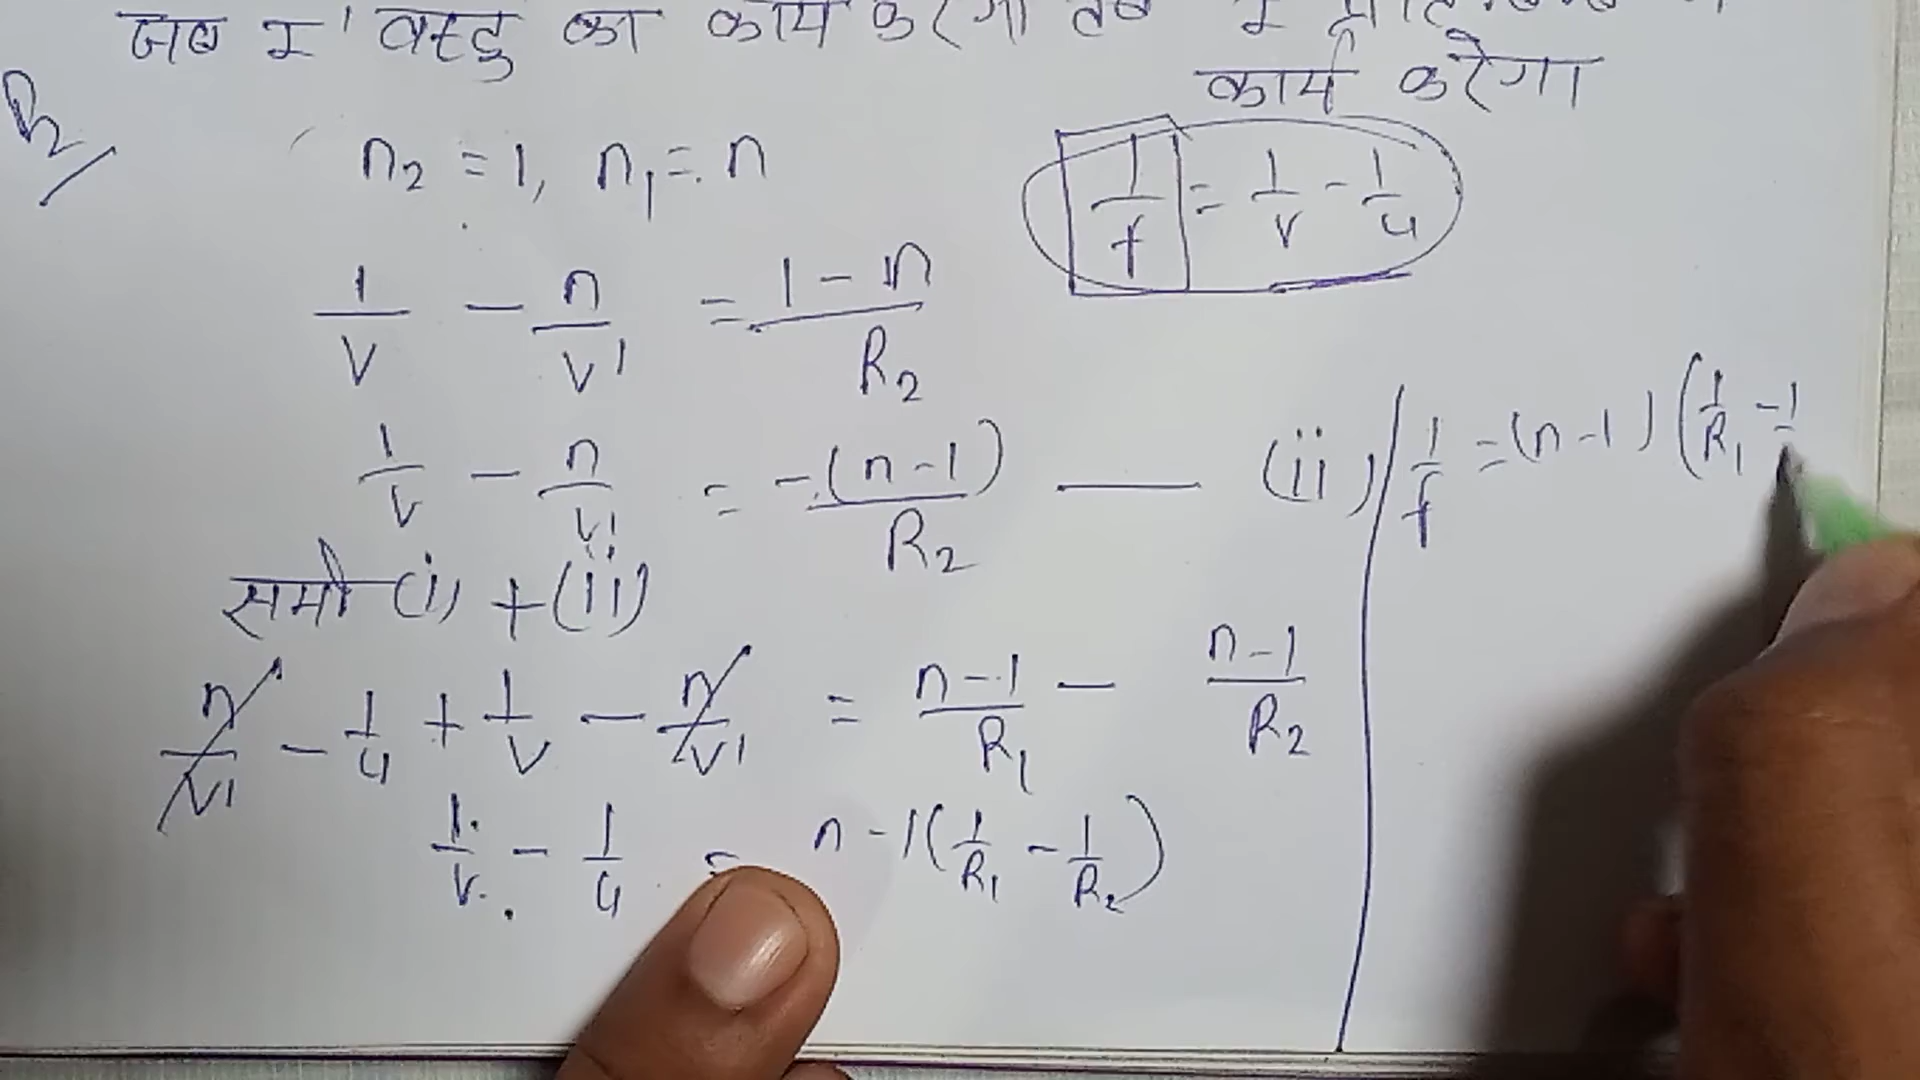 जब I' वस्तु का कार्य करेगा तब I
कार्य करेगा
n₂ = 1, n₁ = n
1/f = 1/v - 1/u
1/v - n/v' = 1 - n/R₂
1/v - n/v' = -(n-1)/R₂ — (ii)
समी (i) + (ii)
n/v' - 1/u + 1/v - n/v' = n-1/R₁ - n-1/R₂
1/v - 1/u = n-1(1/R₁ - 1/R₂)
1/f = (n-1)(1/R₁ - 1